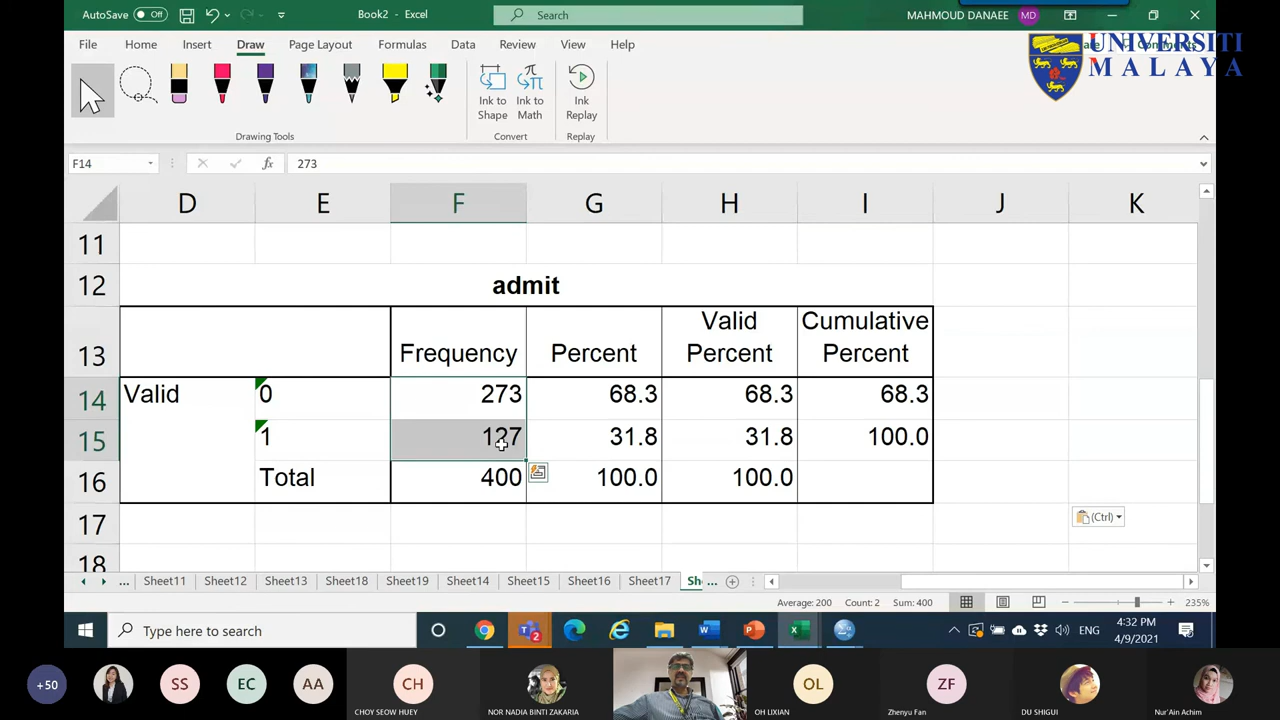 AutoSave Off Book2 - Excel Search MAHMOUD DANAEE MD
File Home Insert Draw Page Layout Formulas Data Review View Help Comments
UNIVERSITI
MALAYA
Ink to Shape
Ink to Math
Ink Replay
Drawing Tools Convert Replay
F14 fx 273
D E F G H I J K
11
12 admit
13 Frequency Percent Valid Percent Cumulative Percent
14 Valid 0 273 68.3 68.3 68.3
15 1 127 31.8 31.8 100.0
16 Total 400 100.0 100.0
17 (Ctrl)
18
... Sheet11 Sheet12 Sheet13 Sheet18 Sheet19 Sheet14 Sheet15 Sheet16 Sheet17 Sh ...
Average: 200 Count: 2 Sum: 400 235%
Type here to search 2 ENG 4:32 PM
4/9/2021
+50 SS EC AA CH OL ZF
CHOY SEOW HUEY NOR NADIA BINTI ZAKARIA OH LIXIAN Zhenyu Fan DU SHIGUI Nur'Ain Achim